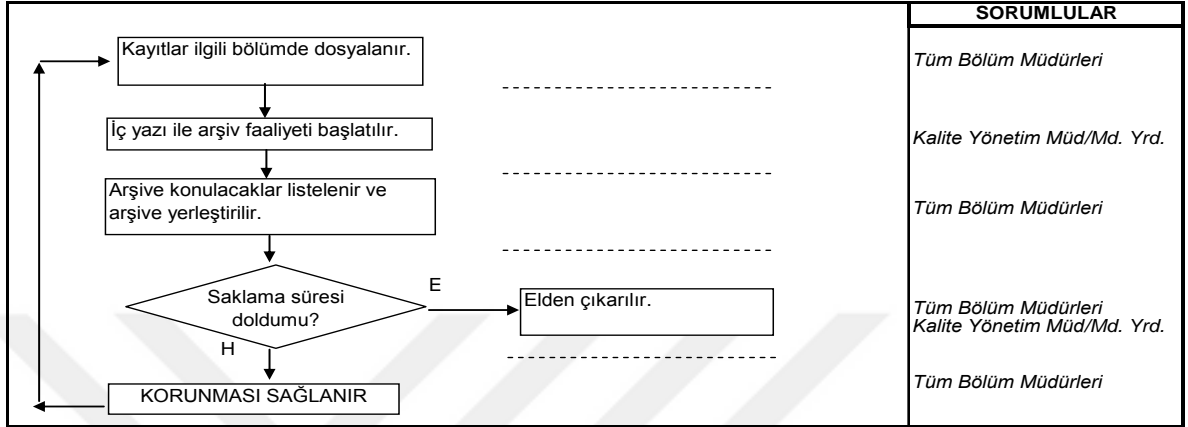 SORUMLULAR
Kayıtlar ilgili bölümde dosyalanır.
Tüm Bölüm Müdürleri
İç yazı ile arşiv faaliyeti başlatılır.
Kalite Yönetim Müd/Md. Yrd.
Arşive konulacaklar listelenir ve
arşive yerleştirilir.
Tüm Bölüm Müdürleri
Saklama süresi
doldumu?
E
Elden çıkarılır.
Tüm Bölüm Müdürleri
Kalite Yönetim Müd/Md. Yrd.
H
KORUNMASI SAĞLANIR
Tüm Bölüm Müdürleri